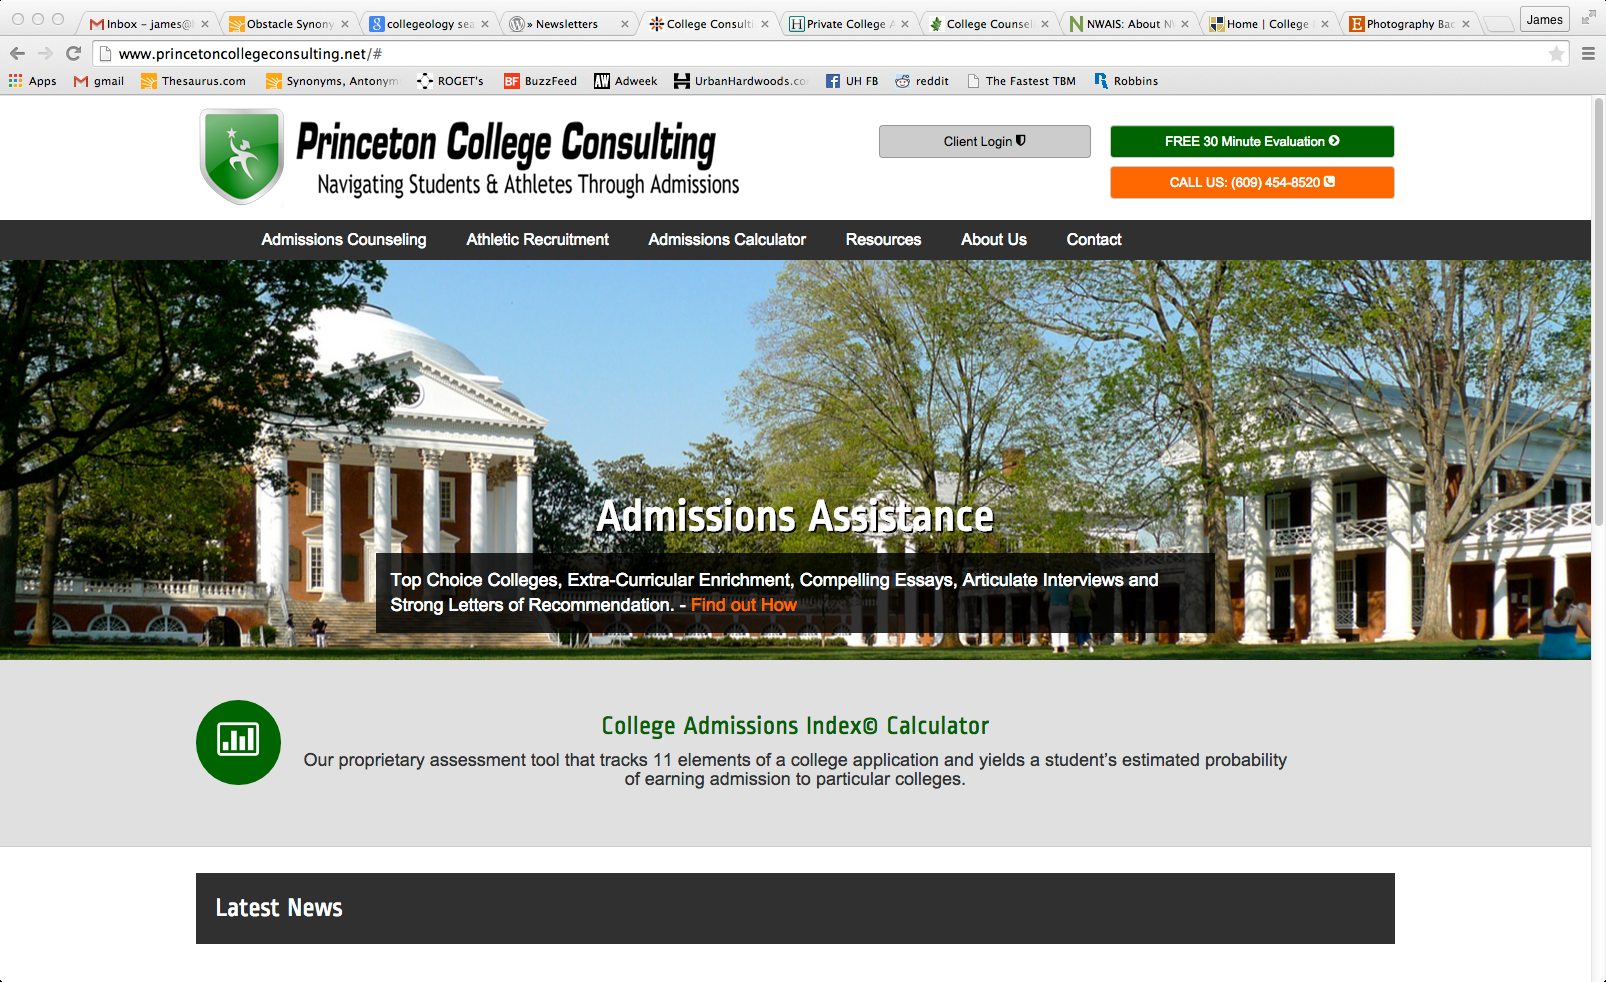 Inbox – james@
Obstacle Synony
collegeology sea
» Newsletters
College Consulti
Private College A
College Counsel
NWAIS: About N
Home | College
Photography Bac
James
www.princetoncollegeconsulting.net/#
Apps
gmail
Thesaurus.com
Synonyms, Antonym
ROGET's
BF BuzzFeed
AW Adweek
UrbanHardwoods.co
UH FB
reddit
The Fastest TBM
Robbins
Princeton College Consulting
Navigating Students & Athletes Through Admissions
Client Login
FREE 30 Minute Evaluation
CALL US: (609) 454-8520
Admissions Counseling
Athletic Recruitment
Admissions Calculator
Resources
About Us
Contact
Admissions Assistance
Top Choice Colleges, Extra-Curricular Enrichment, Compelling Essays, Articulate Interviews and
Strong Letters of Recommendation. - Find out How
College Admissions Index© Calculator
Our proprietary assessment tool that tracks 11 elements of a college application and yields a student's estimated probability
of earning admission to particular colleges.
Latest News